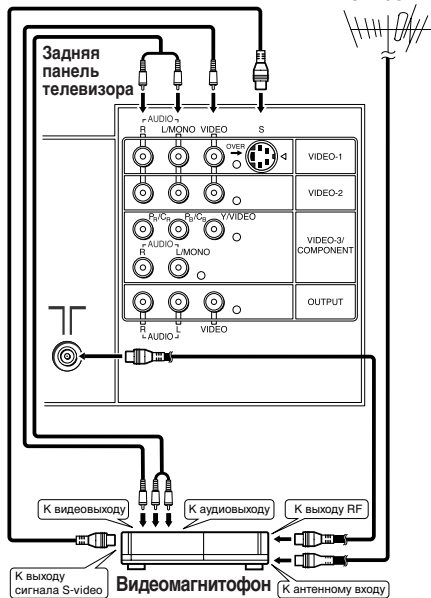 Задняя
панель
телевизора
AUDIO
R L/MONO VIDEO S
OVER
VIDEO-1
VIDEO-2
PR/CR PB/CB Y/VIDEO
AUDIO
R L/MONO
VIDEO-3/
COMPONENT
OUTPUT
R L VIDEO
AUDIO
К видеовыходу
К аудиовыходу
К выходу RF
К выходу
сигнала S-video
Видеомагнитофон
К антенному входу